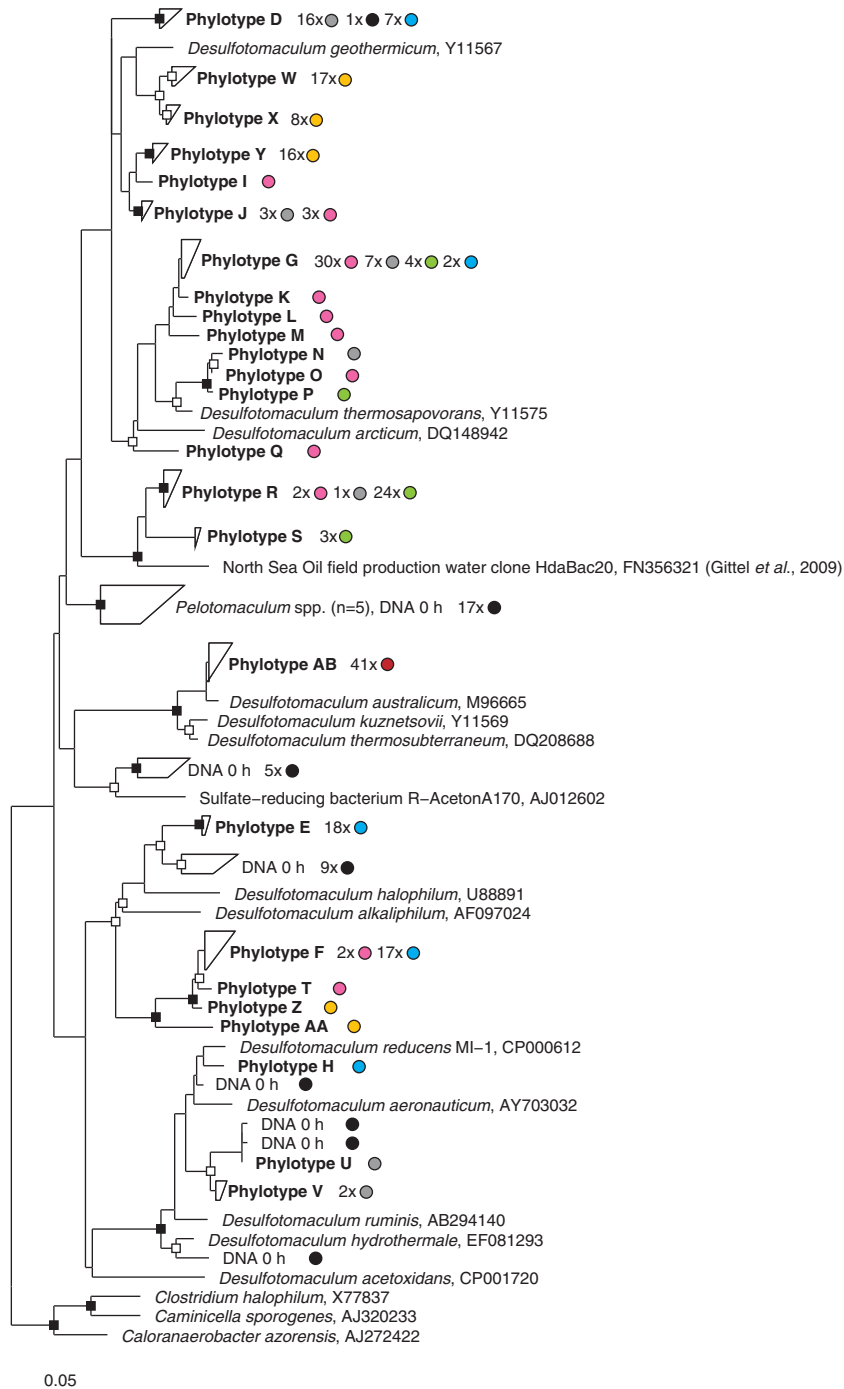 Phylotype D 16x 1x 7x
Desulfotomaculum geothermicum, Y11567
Phylotype W 17x
Phylotype X 8x
Phylotype Y 16x
Phylotype I
Phylotype J 3x 3x
Phylotype G 30x 7x 4x 2x
Phylotype K
Phylotype L
Phylotype M
Phylotype N
Phylotype O
Phylotype P
Desulfotomaculum thermosapovorans, Y11575
Desulfotomaculum arcticum, DQ148942
Phylotype Q
Phylotype R 2x 1x 24x
Phylotype S 3x
North Sea Oil field production water clone HdaBac20, FN356321 (Gittel et al., 2009)
Pelotomaculum spp. (n=5), DNA 0 h 17x
Phylotype AB 41x
Desulfotomaculum australicum, M96665
Desulfotomaculum kuznetsovii, Y11569
Desulfotomaculum thermosubterraneum, DQ208688
DNA 0 h 5x
Sulfate−reducing bacterium R−AcetonA170, AJ012602
Phylotype E 18x
DNA 0 h 9x
Desulfotomaculum halophilum, U88891
Desulfotomaculum alkaliphilum, AF097024
Phylotype F 2x 17x
Phylotype T
Phylotype Z
Phylotype AA
Desulfotomaculum reducens MI−1, CP000612
Phylotype H
DNA 0 h
Desulfotomaculum aeronauticum, AY703032
DNA 0 h
DNA 0 h
Phylotype U
Phylotype V 2x
Desulfotomaculum ruminis, AB294140
Desulfotomaculum hydrothermale, EF081293
DNA 0 h
Desulfotomaculum acetoxidans, CP001720
Clostridium halophilum, X77837
Caminicella sporogenes, AJ320233
Caloranaerobacter azorensis, AJ272422
0.05